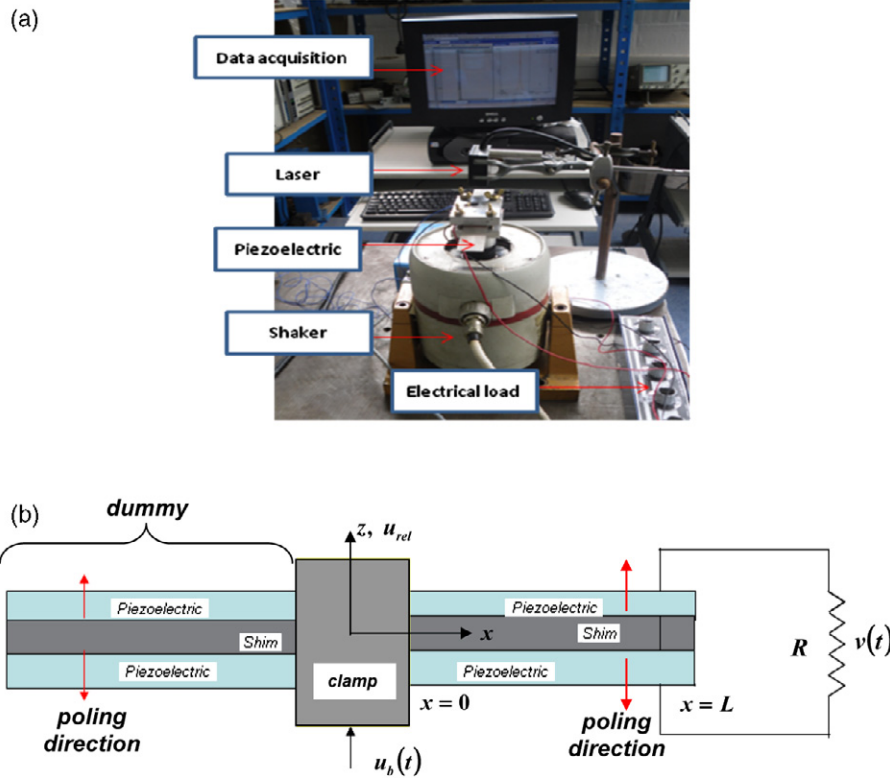 (a)
Data acquisition
Laser
Piezoelectric
Shaker
Electrical load
(b)
dummy
z, u_rel
Piezoelectric
Piezoelectric
Shim
x
Shim
R
v(t)
Piezoelectric
Piezoelectric
clamp
x = 0
x = L
poling
direction
poling
direction
u_b(t)